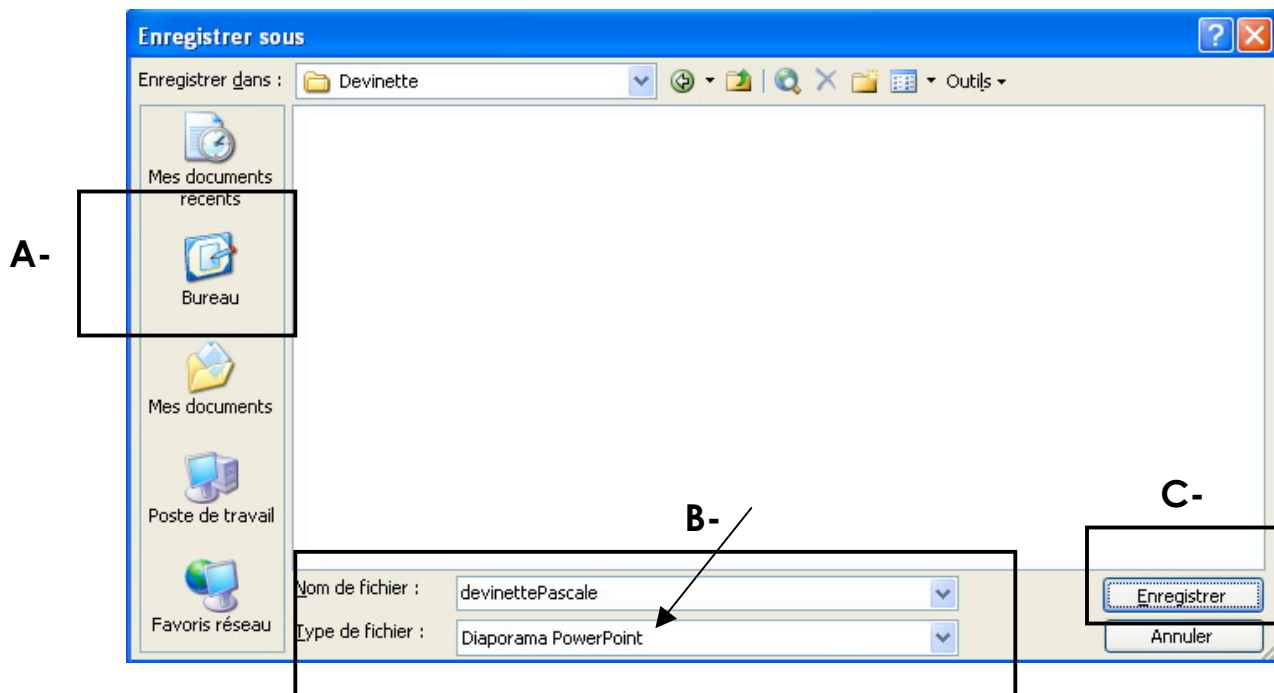 Enregistrer sous
Enregistrer dans : Devinette Outils
Mes documents
récents
A-
Bureau
Mes documents
Poste de travail
Favoris réseau
B-
C-
Nom de fichier : devinettePascale
Enregistrer
Type de fichier : Diaporama PowerPoint
Annuler